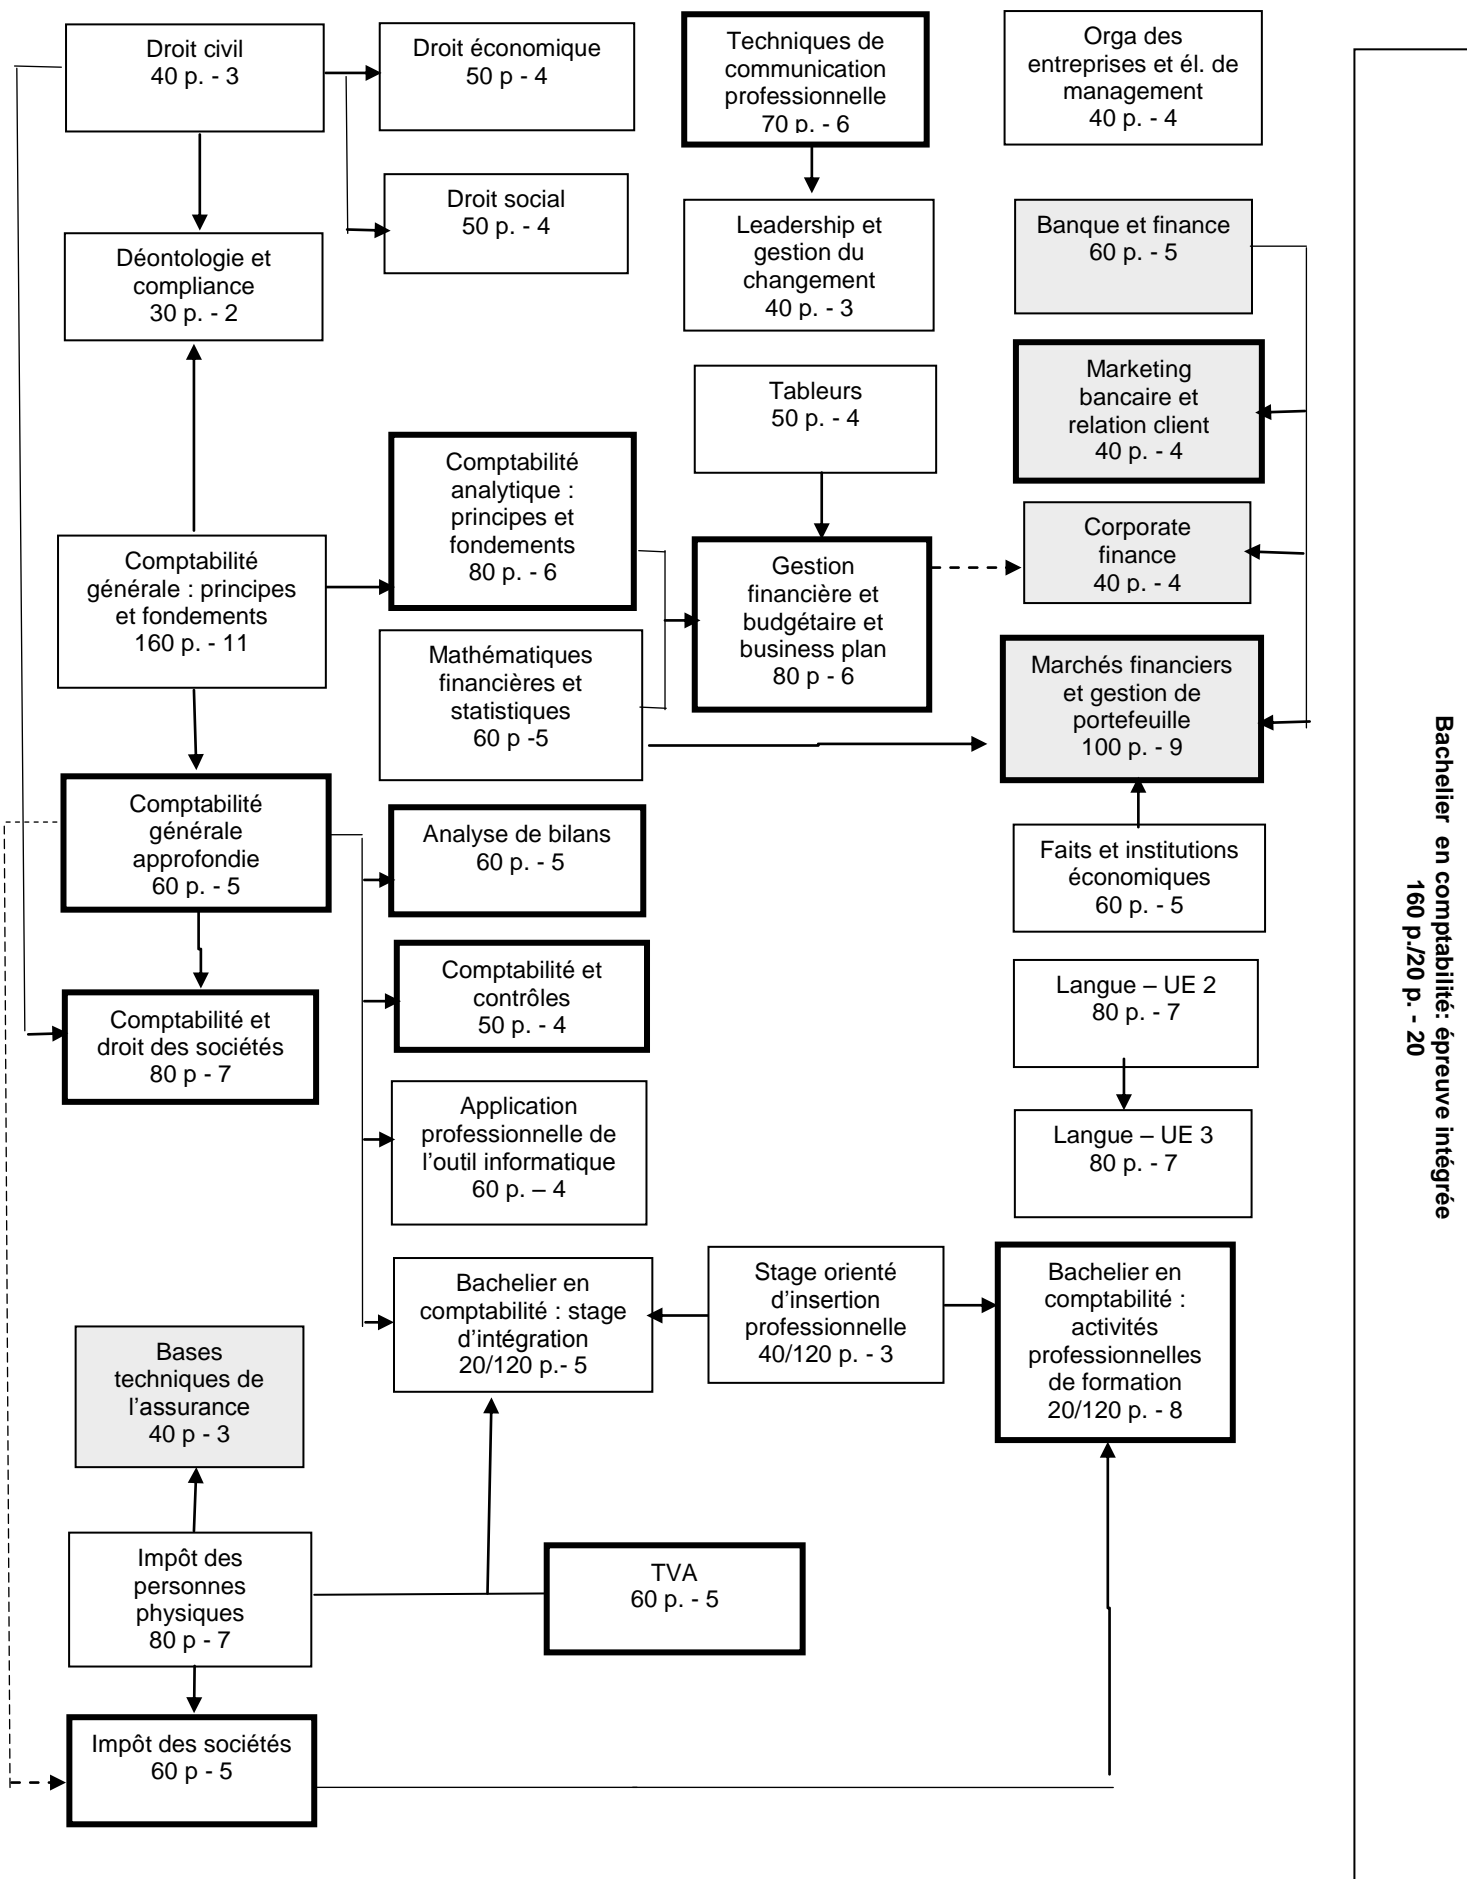 Droit civil
40 p. - 3
Droit économique
50 p - 4
Techniques de
communication
professionnelle
70 p. - 6
Orga des
entreprises et él. de
management
40 p. - 4
Droit social
50 p. - 4
Leadership et
gestion du
changement
40 p. - 3
Banque et finance
60 p. - 5
Déontologie et
compliance
30 p. - 2
Tableurs
50 p. - 4
Marketing
bancaire et
relation client
40 p. - 4
Comptabilité
analytique :
principes et
fondements
80 p. - 6
Comptabilité
générale : principes
et fondements
160 p. - 11
Gestion
financière et
budgétaire et
business plan
80 p - 6
Corporate
finance
40 p. - 4
Mathématiques
financières et
statistiques
60 p -5
Marchés financiers
et gestion de
portefeuille
100 p. - 9
Comptabilité
générale
approfondie
60 p. - 5
Analyse de bilans
60 p. - 5
Faits et institutions
économiques
60 p. - 5
Comptabilité et
contrôles
50 p. - 4
Langue – UE 2
80 p. - 7
Comptabilité et
droit des sociétés
80 p - 7
Application
professionnelle de
l’outil informatique
60 p. – 4
Langue – UE 3
80 p. - 7
Bachelier en
comptabilité : stage
d’intégration
20/120 p.- 5
Stage orienté
d’insertion
professionnelle
40/120 p. - 3
Bachelier en
comptabilité :
activités
professionnelles
de formation
20/120 p. - 8
Bases
techniques de
l’assurance
40 p - 3
Impôt des
personnes
physiques
80 p - 7
TVA
60 p. - 5
Impôt des sociétés
60 p - 5
Bachelier en comptabilité: épreuve intégrée
160 p./20 p. - 20